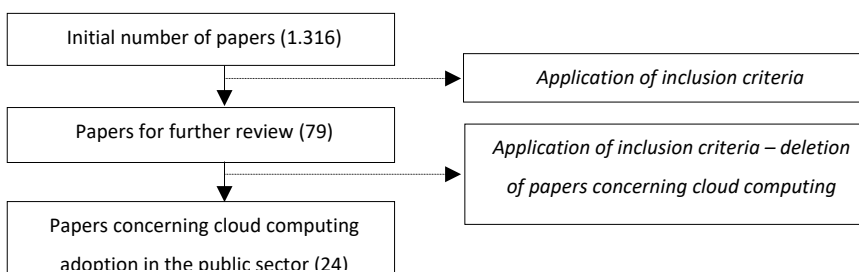 Initial number of papers (1.316)
Application of inclusion criteria
Papers for further review (79)
Application of inclusion criteria – deletion
of papers concerning cloud computing
Papers concerning cloud computing
adoption in the public sector (24)